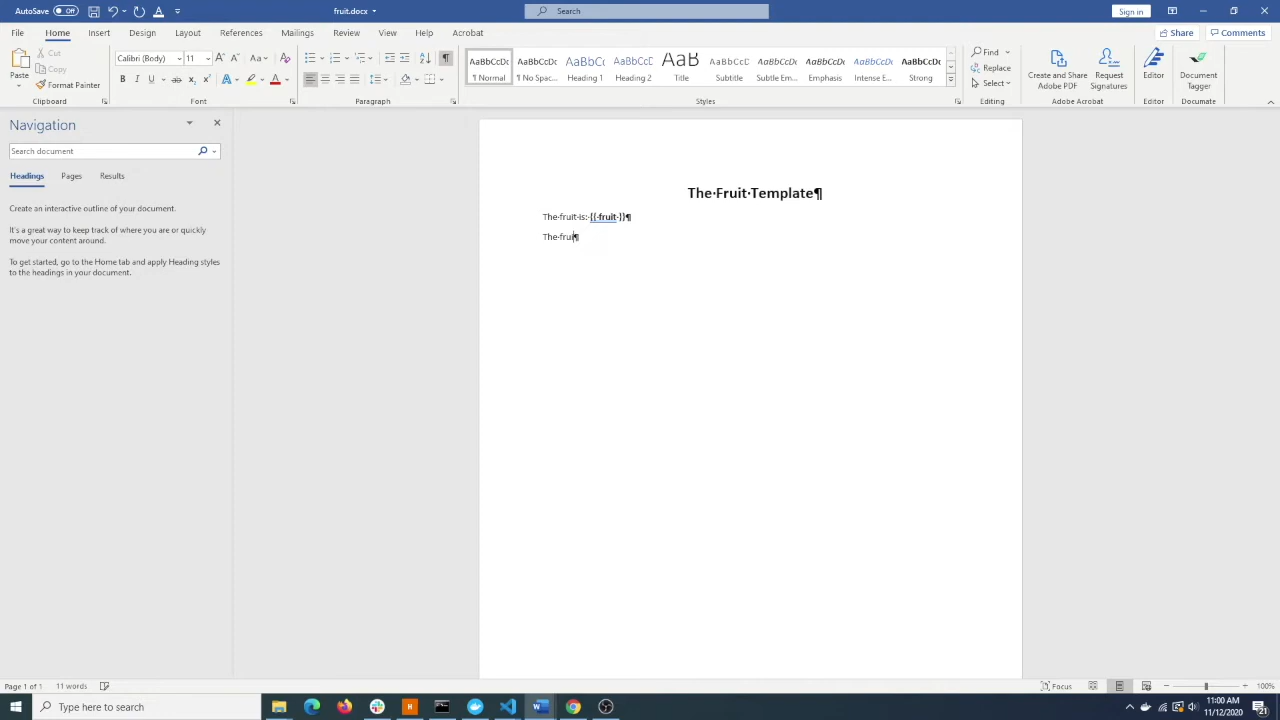 AutoSave Off
fruit.docx
Search
Sign in
File Home Insert Design Layout References Mailings Review View Help Acrobat
Share Comments
Paste
Cut
Copy
Format Painter
Clipboard
Calibri (Body) 11
Font
Paragraph
AaBbCcDc AaBbCcDc AaBbCc AaBbCcD AaB AaBbCcD AaBbCcDc AaBbCcDc AaBbCcDc AaBbCcDc
¶ Normal ¶ No Spac... Heading 1 Heading 2 Title Subtitle Subtle Em... Emphasis Intense E... Strong
Styles
Find
Replace
Select
Editing
Create and Share
Adobe PDF
Request
Signatures
Adobe Acrobat
Editor
Editor
Document
Tagger
Documate
Navigation
Search document
Headings Pages Results
Create an interactive outline of your document.
It's a great way to keep track of where you are or quickly
move your content around.
To get started, go to the Home tab and apply Heading styles
to the headings in your document.
The·Fruit·Template¶
The·fruit·is:·{{·fruit·}}¶
The·frui¶
Page 1 of 1 11 words
Focus
100%
Type here to search
11:00 AM
11/12/2020
21